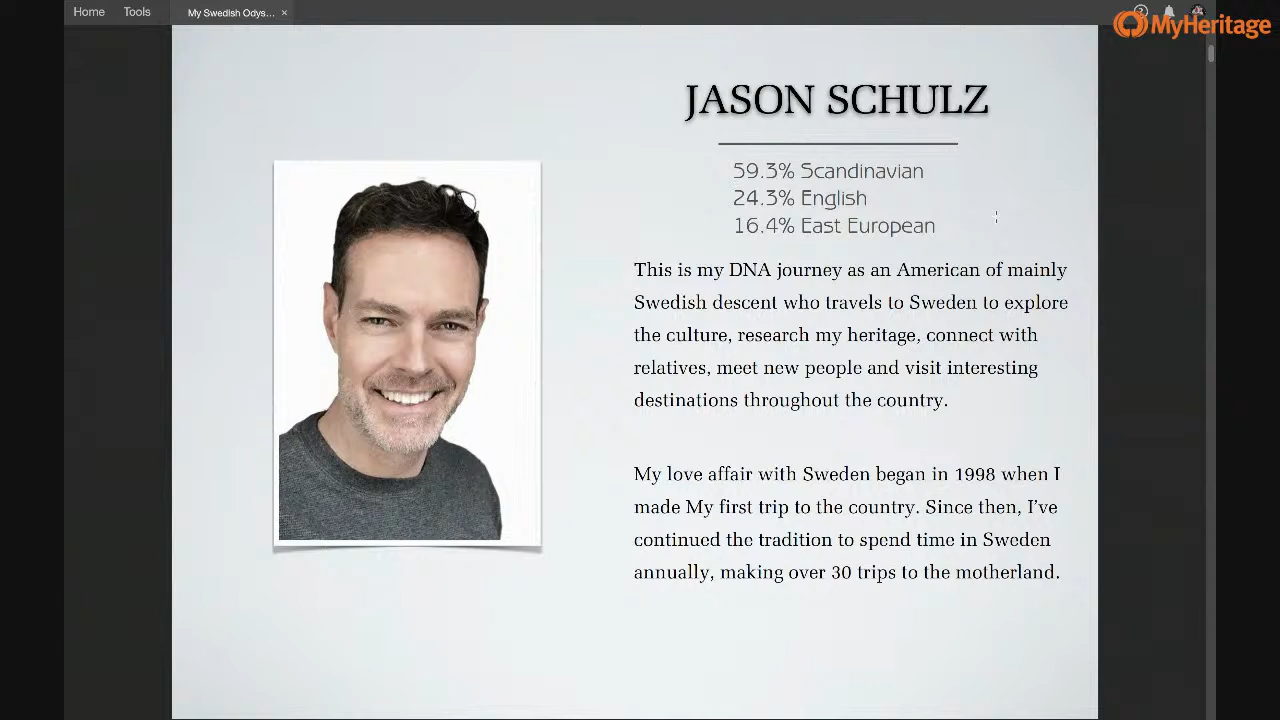 Home Tools My Swedish Odys... ×
MyHeritage
JASON SCHULZ
59.3% Scandinavian
24.3% English
16.4% East European
This is my DNA journey as an American of mainly
Swedish descent who travels to Sweden to explore
the culture, research my heritage, connect with
relatives, meet new people and visit interesting
destinations throughout the country.
My love affair with Sweden began in 1998 when I
made My first trip to the country. Since then, I've
continued the tradition to spend time in Sweden
annually, making over 30 trips to the motherland.